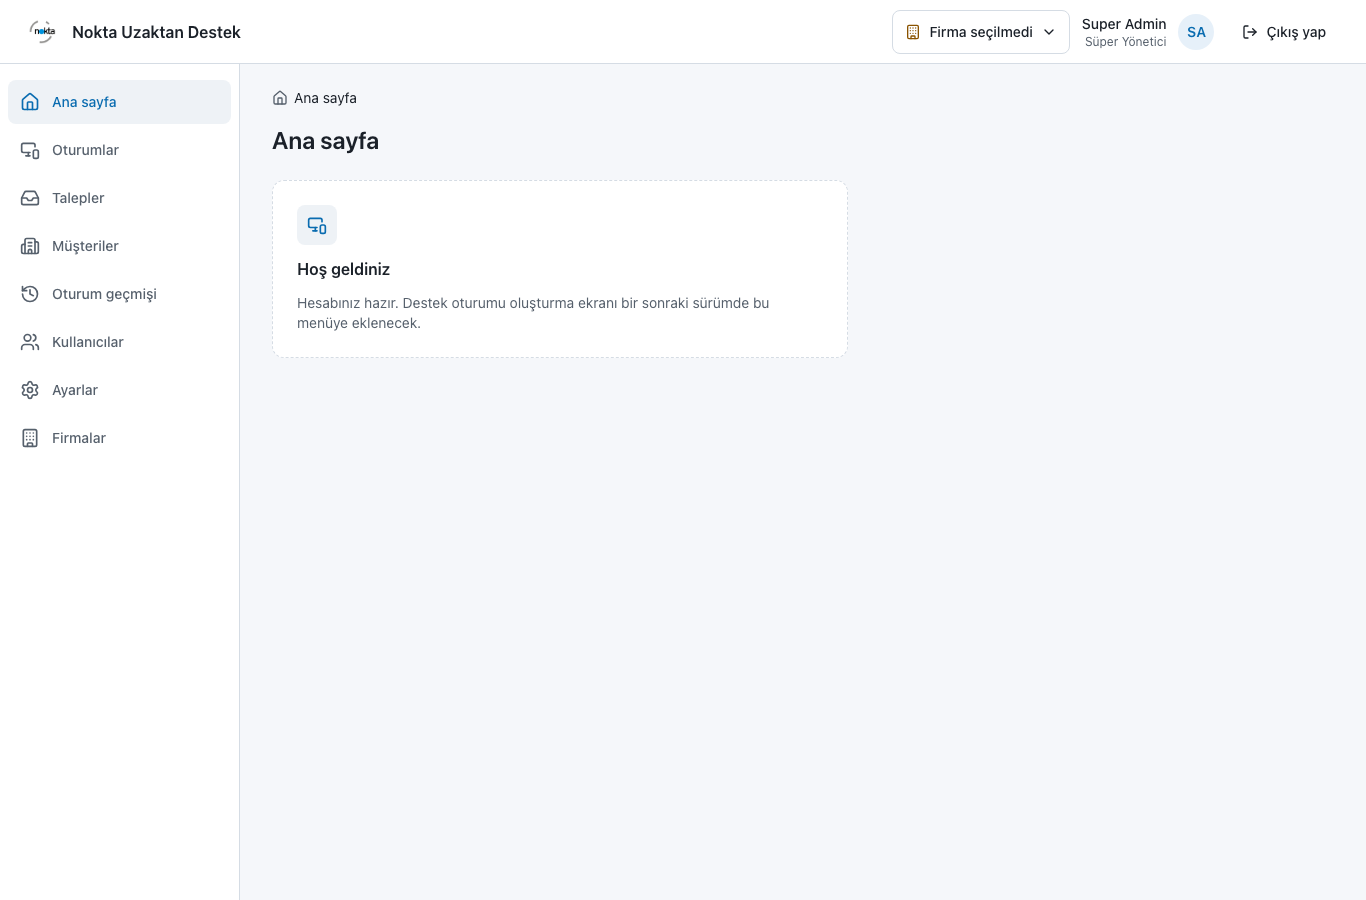 nokta
Nokta Uzaktan Destek
Firma seçilmedi
Super Admin
Süper Yönetici
SA
Çıkış yap
Ana sayfa
Oturumlar
Talepler
Müşteriler
Oturum geçmişi
Kullanıcılar
Ayarlar
Firmalar
Ana sayfa
Ana sayfa
Hoş geldiniz
Hesabınız hazır. Destek oturumu oluşturma ekranı bir sonraki sürümde bu
menüye eklenecek.